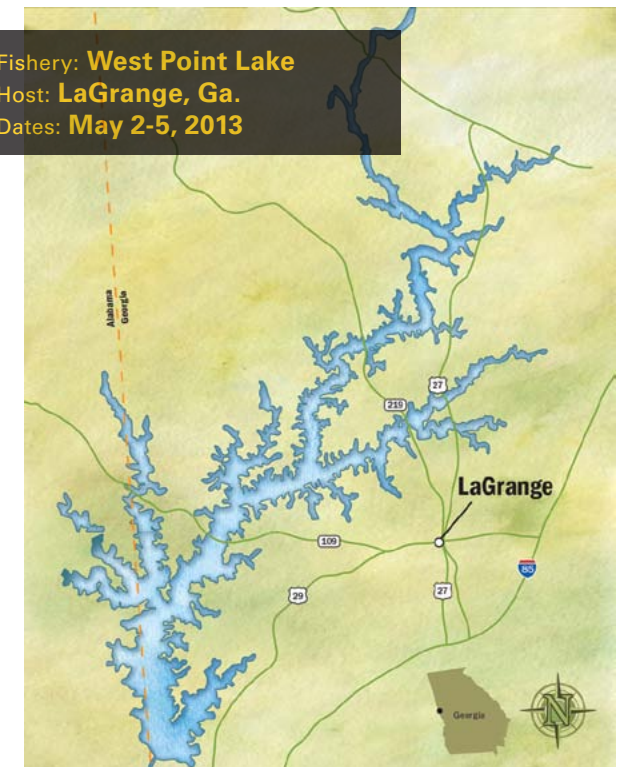 Fishery: West Point Lake
Host: LaGrange, Ga.
Dates: May 2-5, 2013
Alabama
Georgia
27
219
LaGrange
109
85
29
27
Georgia
N